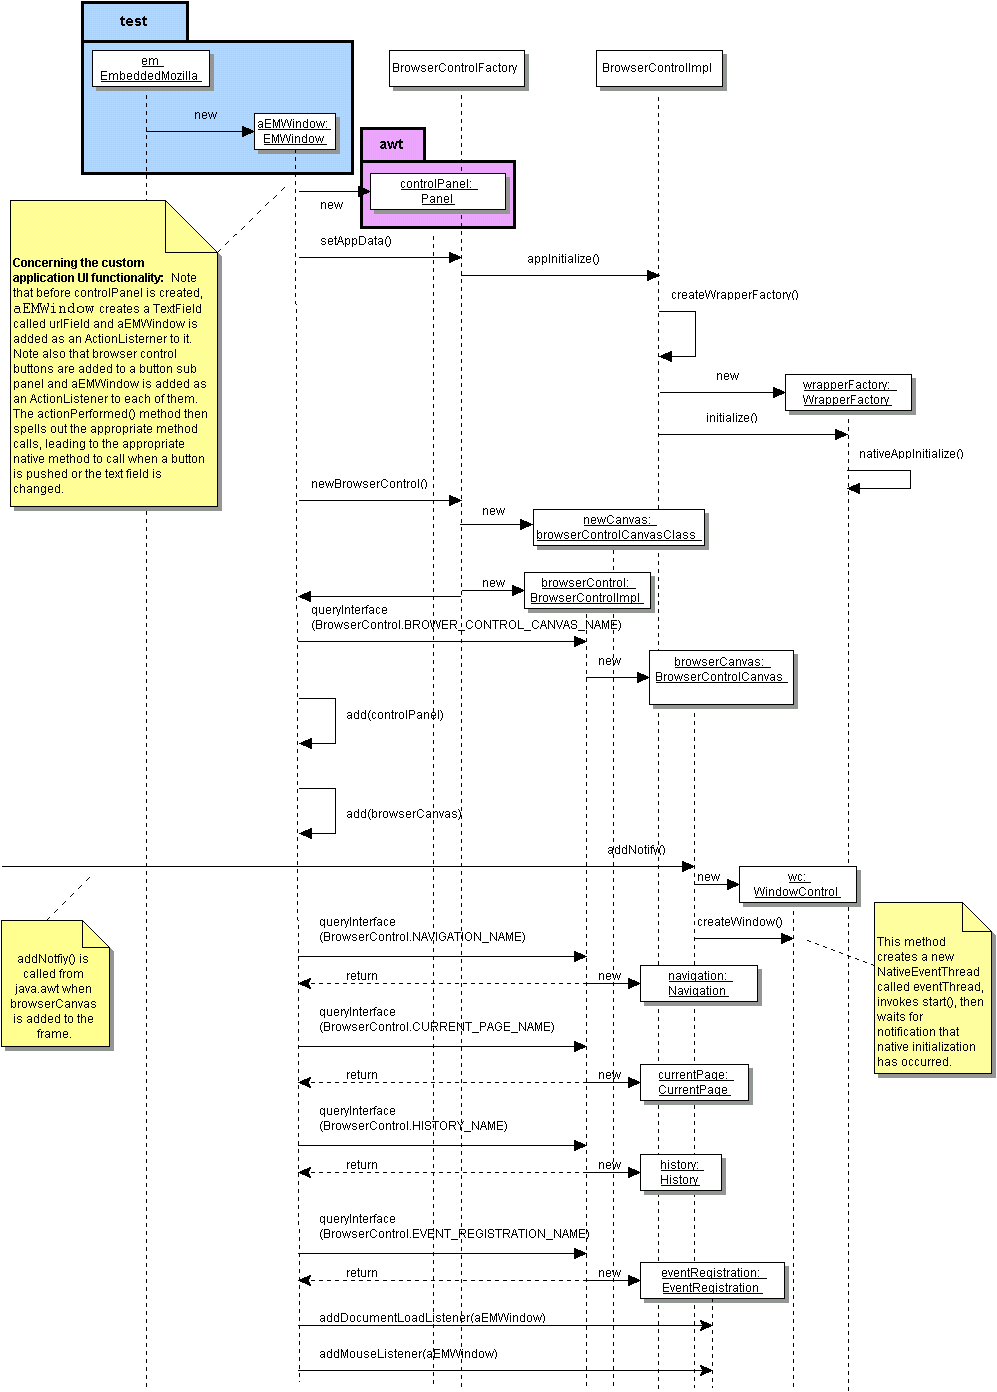 test
em
EmbeddedMozilla
BrowserControlFactory
BrowserControlImpl
new
aEMWindow:
EMWindow
awt
controlPanel:
Panel
new
setAppData()
appInitialize()
Concerning the custom
application UI functionality: Note
that before controlPanel is created,
aEMWindow creates a TextField
called urlField and aEMWindow is
added as an ActionListerner to it.
Note also that browser control
buttons are added to a button sub
panel and aEMWindow is added as
an ActionListener to each of them.
The actionPerformed() method then
spells out the appropriate method
calls, leading to the appropriate
native method to call when a button
is pushed or the text field is
changed.
createWrapperFactory()
new
wrapperFactory:
WrapperFactory
initialize()
nativeAppInitialize()
newBrowserControl()
new
newCanvas:
browserControlCanvasClass
new
browserControl:
BrowserControlImpl
queryInterface
(BrowserControl.BROWER_CONTROL_CANVAS_NAME)
new
browserCanvas:
BrowserControlCanvas
add(controlPanel)
add(browserCanvas)
addNotify()
new
wc:
WindowControl
createWindow()
addNotfiy() is
called from
java.awt when
browserCanvas
is added to the
frame.
This method
creates a new
NativeEventThread
called eventThread,
invokes start(), then
waits for
notification that
native initialization
has occurred.
queryInterface
(BrowserControl.NAVIGATION_NAME)
return
new
navigation:
Navigation
queryInterface
(BrowserControl.CURRENT_PAGE_NAME)
return
new
currentPage:
CurrentPage
queryInterface
(BrowserControl.HISTORY_NAME)
return
new
history:
History
queryInterface
(BrowserControl.EVENT_REGISTRATION_NAME)
return
new
eventRegistration:
EventRegistration
addDocumentLoadListener(aEMWindow)
addMouseListener(aEMWindow)